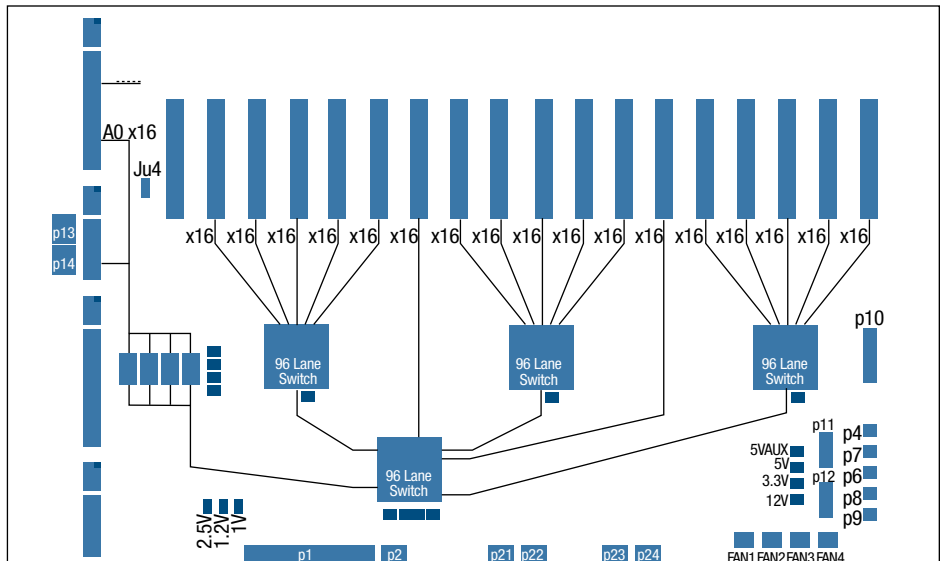 A0 x16
Ju4
p13
p14
x16 x16 x16 x16 x16 x16 x16 x16 x16 x16 x16 x16 x16 x16 x16 x16 x16
p10
96 Lane
Switch
96 Lane
Switch
96 Lane
Switch
p11
p4
5VAUX
p7
5V
p12
p6
3.3V
12V
p8
p9
96 Lane
Switch
2.5V
1.2V
1V
p1
p2
p21
p22
p23
p24
FAN1 FAN2 FAN3 FAN4